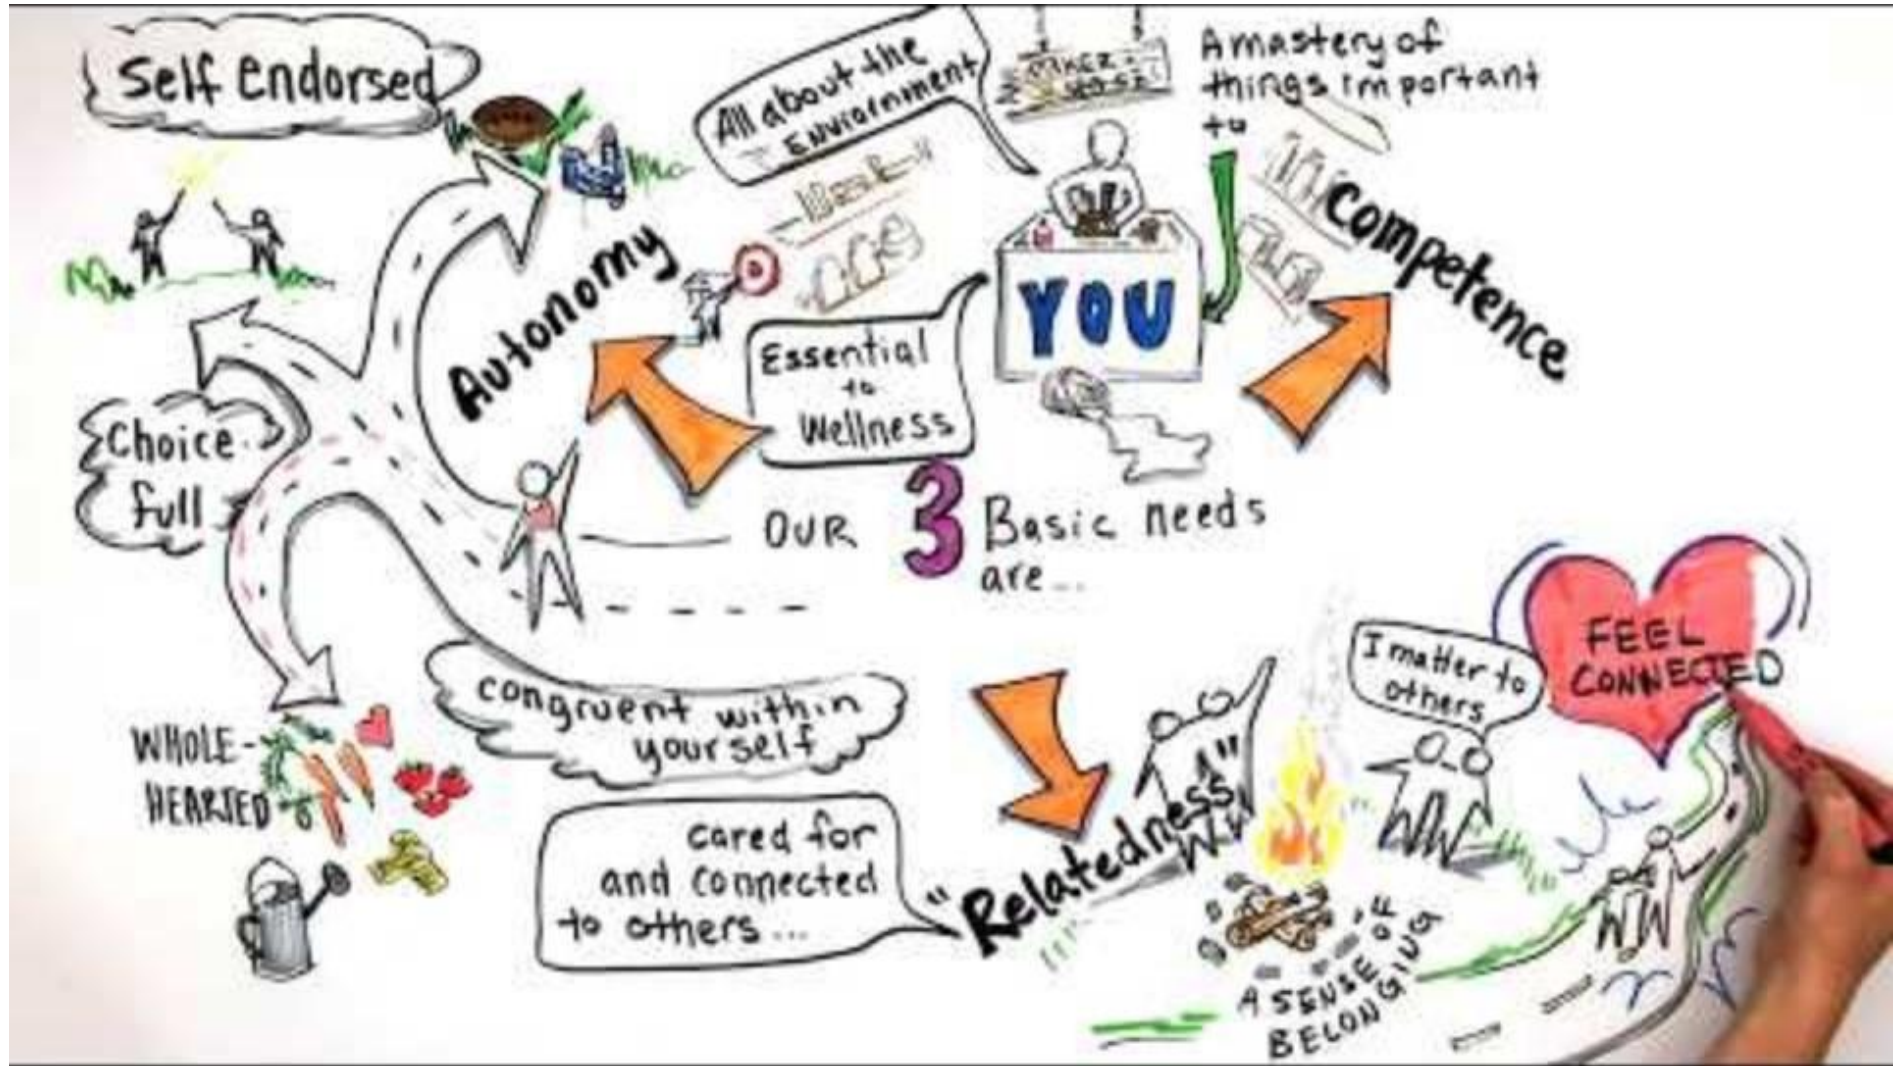 Self Endorsed
All about the
Enviornment
A mastery of
things important
to
YOU
Competence
Autonomy
Essential
to
Wellness
Choice
full
OUR 3 Basic needs
are...
FEEL
CONNECTED
I matter to
others
congruent within
yourself
WHOLE-
HEARTED
cared for
and connected
to others...
"Relatedness"
A SENSE OF
BELONGING